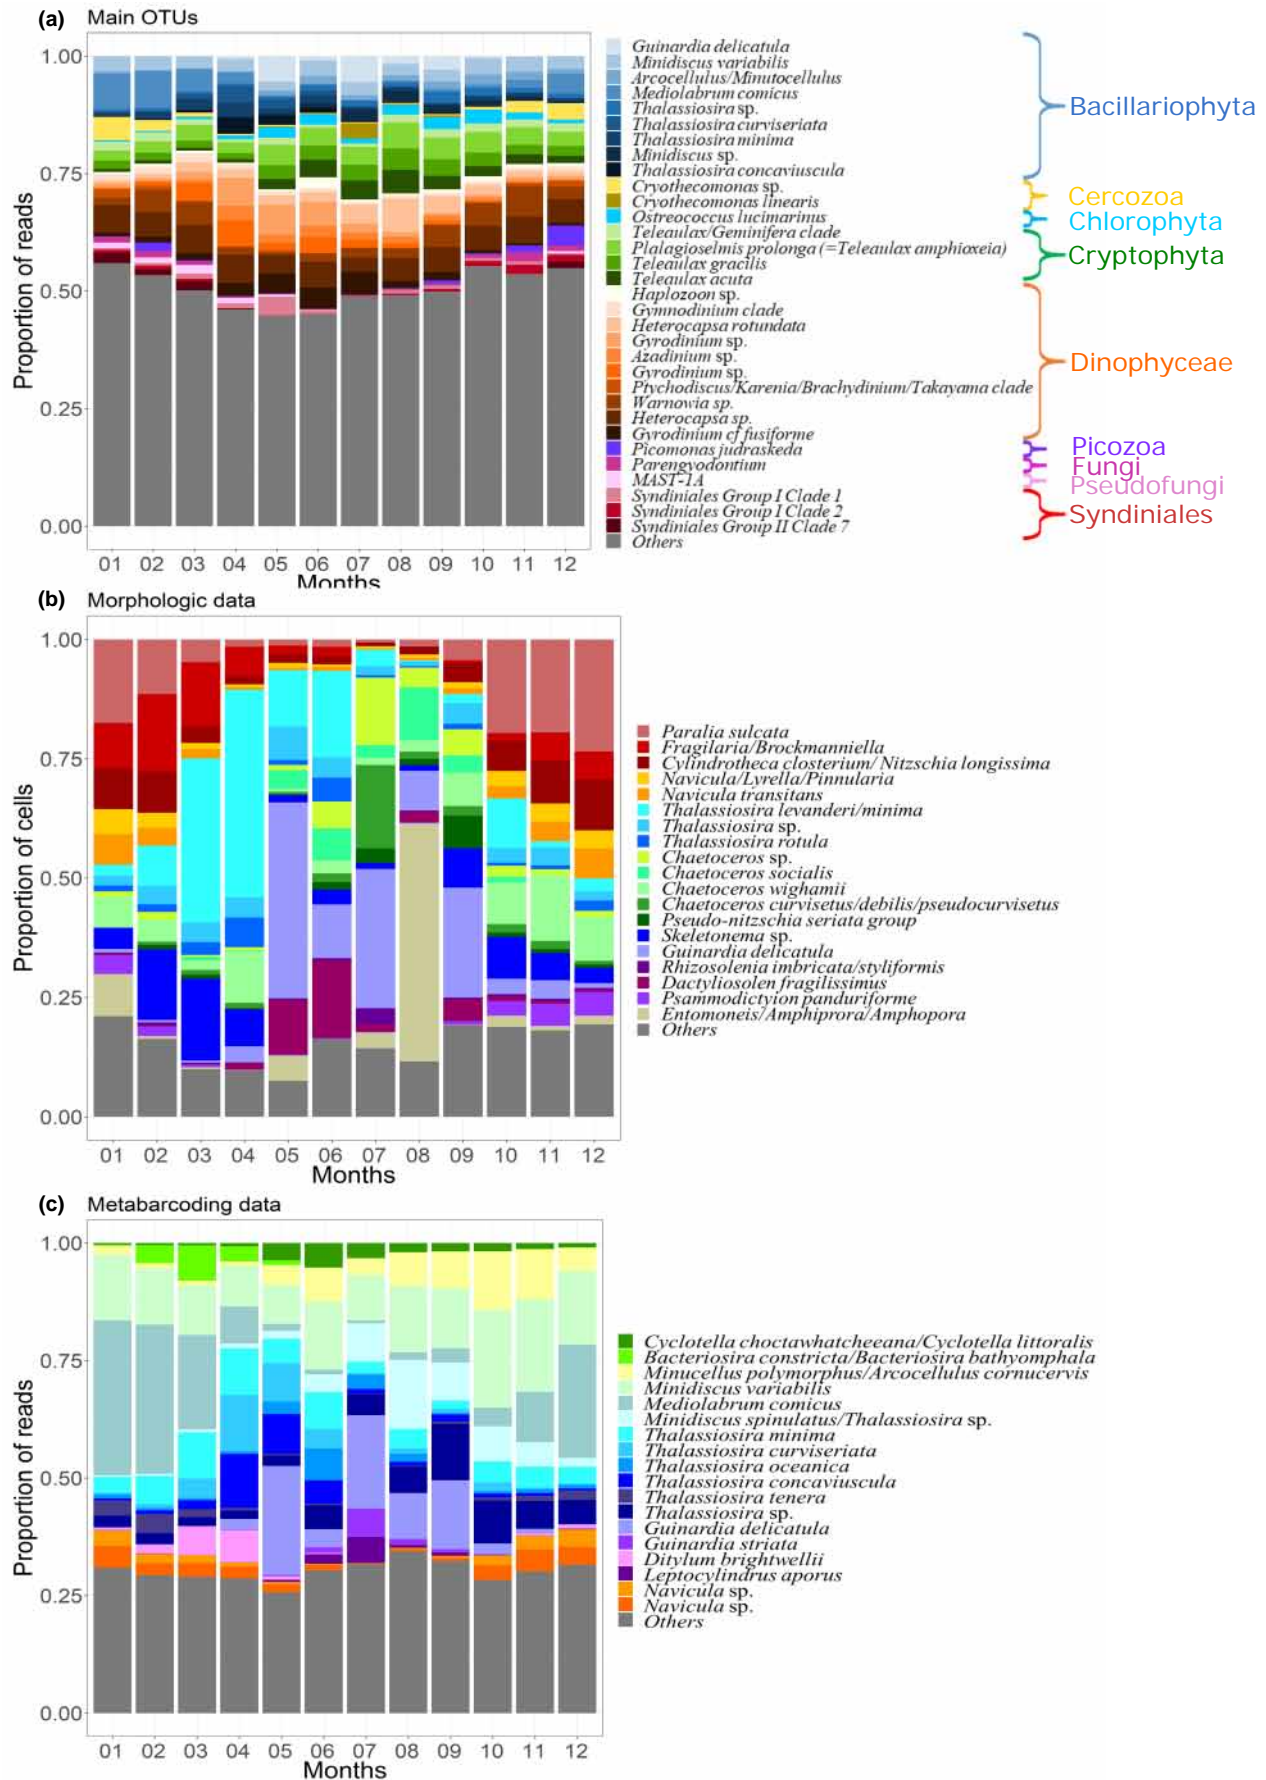 (a) Main OTUs
Proportion of reads
1.00
0.75
0.50
0.25
0.00
01 02 03 04 05 06 07 08 09 10 11 12
Months
Guinardia delicatula
Minidiscus variabilis
Arcocellulus/Minutocellulus
Mediolabrum comicus
Thalassiosira sp.
Thalassiosira curviseriata
Thalassiosira minima
Minidiscus sp.
Thalassiosira concaviuscula
Cryothecomonas sp.
Cryothecomonas linearis
Ostreococcus lucimarinus
Teleaulax/Geminifera clade
Plalagioselmis prolonga (=Teleaulax amphioxeia)
Teleaulax gracilis
Teleaulax acuta
Haplozoon sp.
Gymnodinium clade
Heterocapsa rotundata
Gyrodinium sp.
Azadinium sp.
Gyrodinium sp.
Ptychodiscus/Karenia/Brachydinium/Takayama clade
Warnowia sp.
Heterocapsa sp.
Gyrodinium cf fusiforme
Picomonas judraskeda
Parengyodontium
MAST-1A
Syndiniales Group I Clade 1
Syndiniales Group I Clade 2
Syndiniales Group II Clade 7
Others
Bacillariophyta
Cercozoa
Chlorophyta
Cryptophyta
Dinophyceae
Picozoa
Fungi
Pseudofungi
Syndiniales
(b) Morphologic data
Proportion of cells
1.00
0.75
0.50
0.25
0.00
01 02 03 04 05 06 07 08 09 10 11 12
Months
Paralia sulcata
Fragilaria/Brockmanniella
Cylindrotheca closterium/ Nitzschia longissima
Navicula/Lyrella/Pinnularia
Navicula transitans
Thalassiosira levanderi/minima
Thalassiosira sp.
Thalassiosira rotula
Chaetoceros sp.
Chaetoceros socialis
Chaetoceros wighamii
Chaetoceros curvisetus/debilis/pseudocurvisetus
Pseudo-nitzschia seriata group
Skeletonema sp.
Guinardia delicatula
Rhizosolenia imbricata/styliformis
Dactyliosolen fragilissimus
Psammodictyion panduriforme
Entomoneis/Amphiprora/Amphopora
Others
(c) Metabarcoding data
Proportion of reads
1.00
0.75
0.50
0.25
0.00
01 02 03 04 05 06 07 08 09 10 11 12
Months
Cyclotella choctawhatcheeana/Cyclotella littoralis
Bacteriosira constricta/Bacteriosira bathyomphala
Minucellus polymorphus/Arcocellulus cornucervis
Minidiscus variabilis
Mediolabrum comicus
Minidiscus spinulatus/Thalassiosira sp.
Thalassiosira minima
Thalassiosira curviseriata
Thalassiosira oceanica
Thalassiosira concaviuscula
Thalassiosira tenera
Thalassiosira sp.
Guinardia delicatula
Guinardia striata
Ditylum brightwellii
Leptocylindrus aporus
Navicula sp.
Navicula sp.
Others